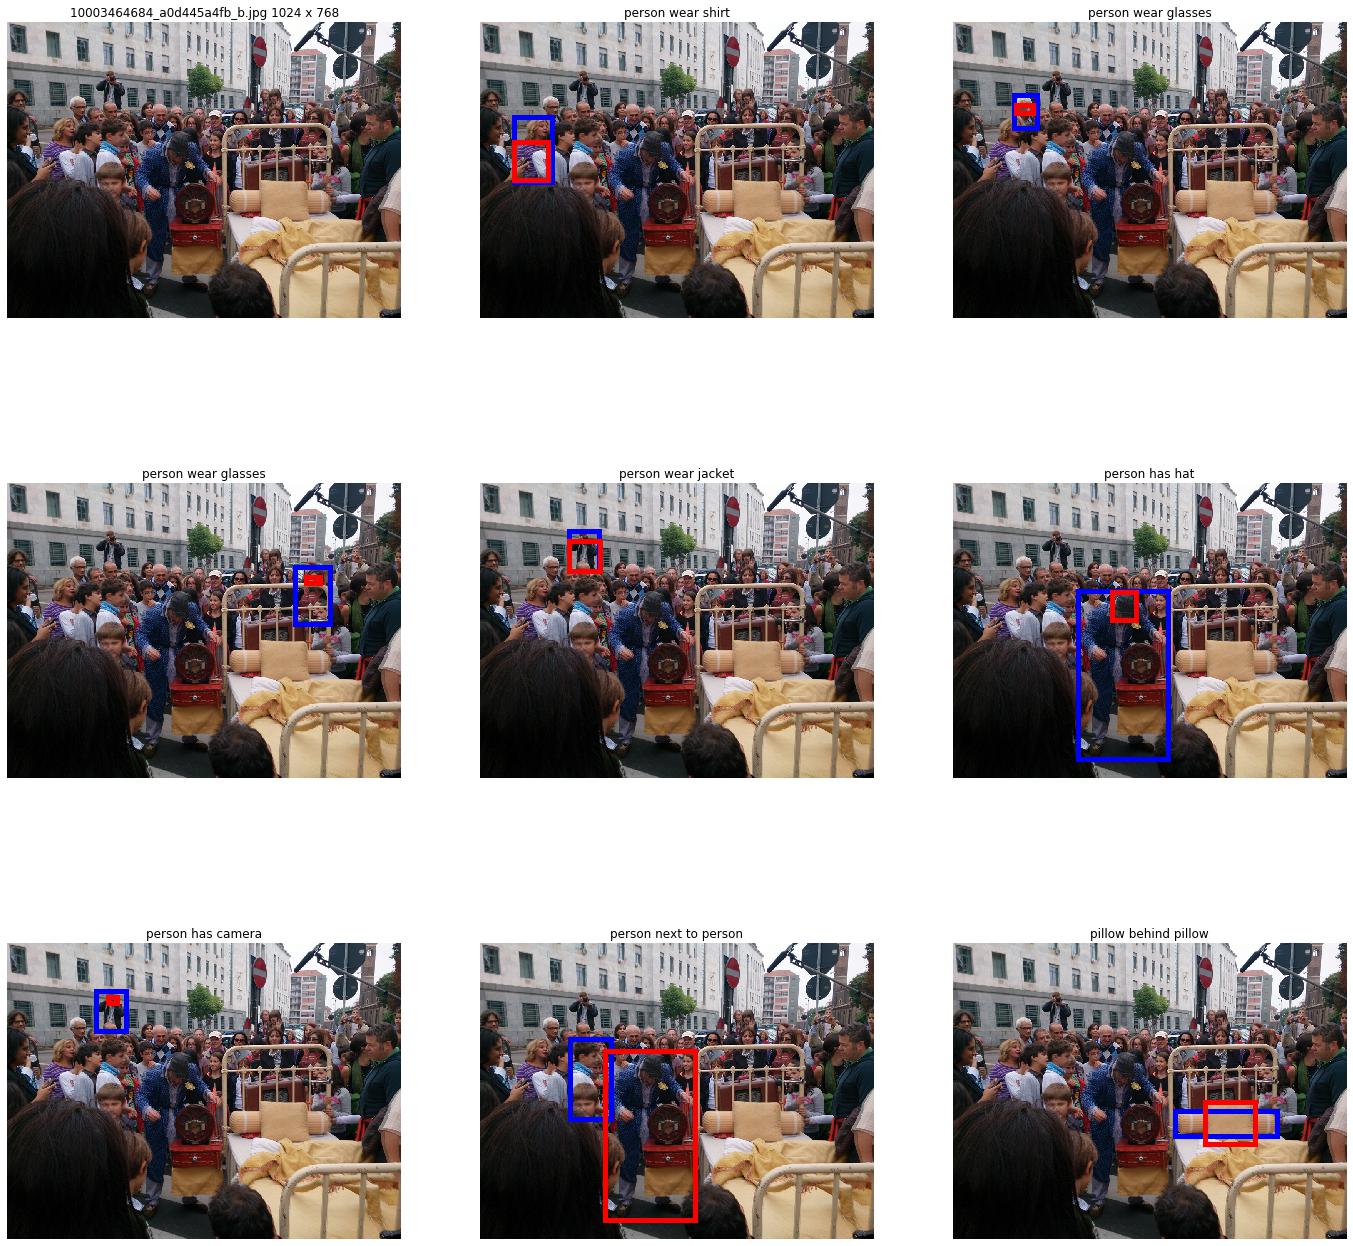 10003464684_a0d445a4fb_b.jpg 1024 x 768
person wear shirt
person wear glasses
person wear glasses
person wear jacket
person has hat
person has camera
person next to person
pillow behind pillow